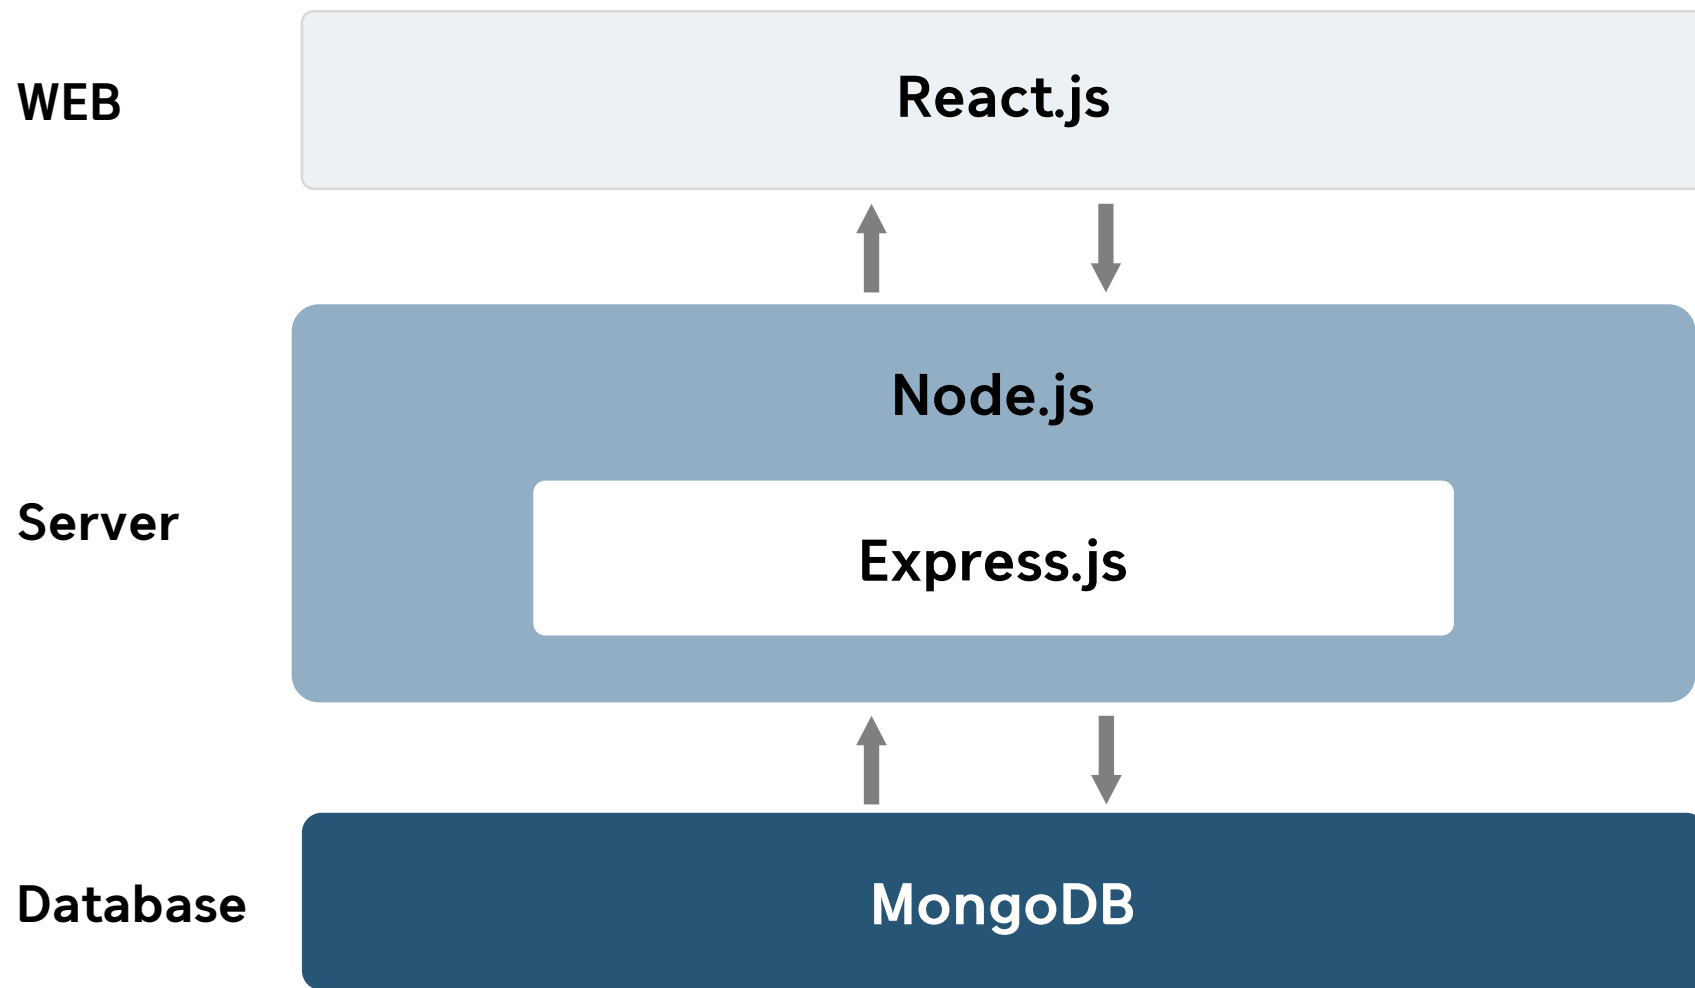 WEB
React.js
Node.js
Server
Express.js
Database
MongoDB